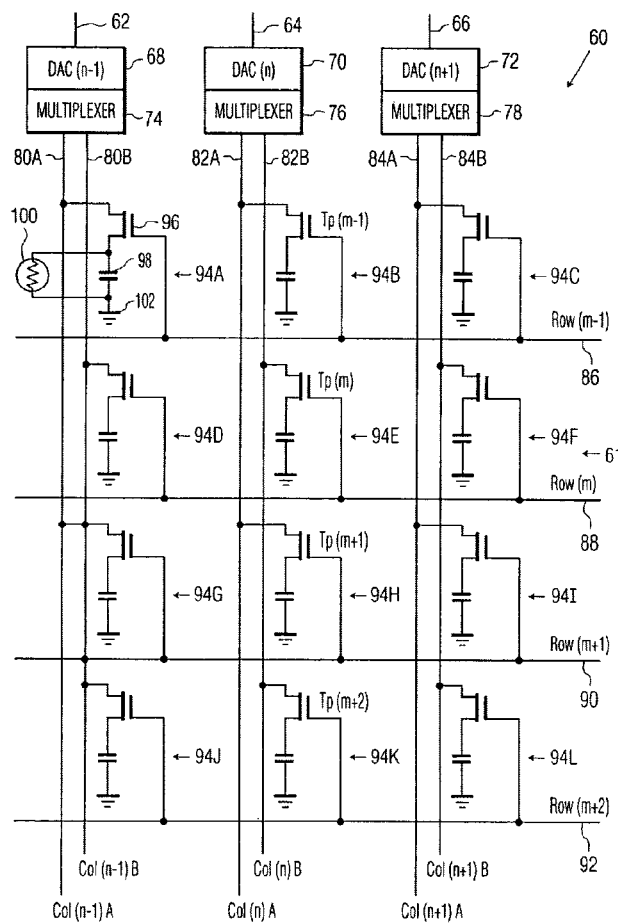 62 64 66
60
DAC (n-1) 68 DAC (n) 70 DAC (n+1) 72
MULTIPLEXER 74 MULTIPLEXER 76 MULTIPLEXER 78
80A 80B 82A 82B 84A 84B
100 96 Tp (m-1)
98 94A 94B 94C
102
Row (m-1)
86
Tp (m)
94D 94E 94F
61
Row (m)
88
Tp (m+1)
94G 94H 94I
Row (m+1)
90
Tp (m+2)
94J 94K 94L
Row (m+2)
92
Col (n-1) B Col (n) B Col (n+1) B
Col (n-1) A Col (n) A Col (n+1) A